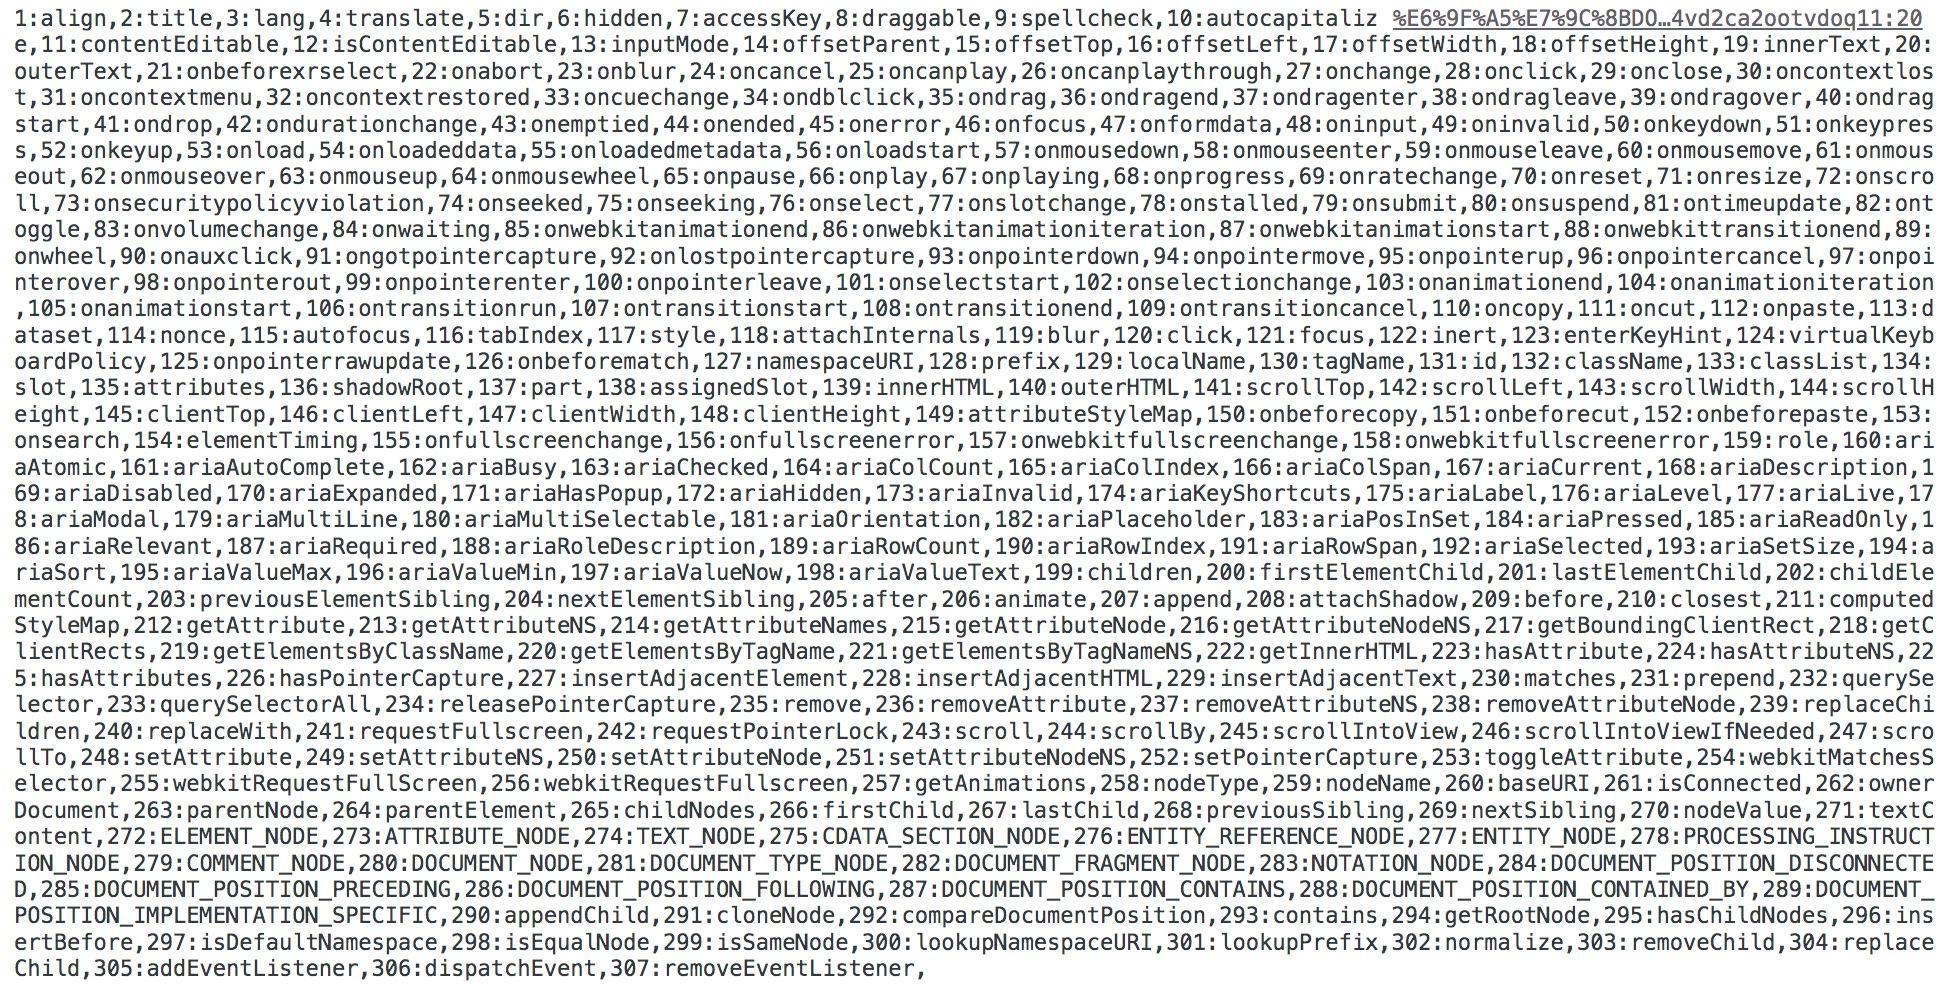 1:align,2:title,3:lang,4:translate,5:dir,6:hidden,7:accessKey,8:draggable,9:spellcheck,10:autocapitaliz %E6%9F%A5%E7%9C%8BDO…4vd2ca2ootvdoq11:20
e,11:contentEditable,12:isContentEditable,13:inputMode,14:offsetParent,15:offsetTop,16:offsetLeft,17:offsetWidth,18:offsetHeight,19:innerText,20:
outerText,21:onbeforexrselect,22:onabort,23:onblur,24:oncancel,25:oncanplay,26:oncanplaythrough,27:onchange,28:onclick,29:onclose,30:oncontextlos
t,31:oncontextmenu,32:oncontextrestored,33:oncuechange,34:ondblclick,35:ondrag,36:ondragend,37:ondragenter,38:ondragleave,39:ondragover,40:ondrag
start,41:ondrop,42:ondurationchange,43:onemptied,44:onended,45:onerror,46:onfocus,47:onformdata,48:oninput,49:oninvalid,50:onkeydown,51:onkeypres
s,52:onkeyup,53:onload,54:onloadeddata,55:onloadedmetadata,56:onloadstart,57:onmousedown,58:onmouseenter,59:onmouseleave,60:onmousemove,61:onmous
eout,62:onmouseover,63:onmouseup,64:onmousewheel,65:onpause,66:onplay,67:onplaying,68:onprogress,69:onratechange,70:onreset,71:onresize,72:onscro
ll,73:onsecuritypolicyviolation,74:onseeked,75:onseeking,76:onselect,77:onslotchange,78:onstalled,79:onsubmit,80:onsuspend,81:ontimeupdate,82:ont
oggle,83:onvolumechange,84:onwaiting,85:onwebkitanimationend,86:onwebkitanimationiteration,87:onwebkitanimationstart,88:onwebkittransitionend,89:
onwheel,90:onauxclick,91:ongotpointercapture,92:onlostpointercapture,93:onpointerdown,94:onpointermove,95:onpointerup,96:onpointercancel,97:onpoi
nterover,98:onpointerout,99:onpointerenter,100:onpointerleave,101:onselectstart,102:onselectionchange,103:onanimationend,104:onanimationiteration
,105:onanimationstart,106:ontransitionrun,107:ontransitionstart,108:ontransitionend,109:ontransitioncancel,110:oncopy,111:oncut,112:onpaste,113:d
ataset,114:nonce,115:autofocus,116:tabIndex,117:style,118:attachInternals,119:blur,120:click,121:focus,122:inert,123:enterKeyHint,124:virtualKeyb
oardPolicy,125:onpointerrawupdate,126:onbeforematch,127:namespaceURI,128:prefix,129:localName,130:tagName,131:id,132:className,133:classList,134:
slot,135:attributes,136:shadowRoot,137:part,138:assignedSlot,139:innerHTML,140:outerHTML,141:scrollTop,142:scrollLeft,143:scrollWidth,144:scrollH
eight,145:clientTop,146:clientLeft,147:clientWidth,148:clientHeight,149:attributeStyleMap,150:onbeforecopy,151:onbeforecut,152:onbeforepaste,153:
onsearch,154:elementTiming,155:onfullscreenchange,156:onfullscreenerror,157:onwebkitfullscreenchange,158:onwebkitfullscreenerror,159:role,160:ari
aAtomic,161:ariaAutoComplete,162:ariaBusy,163:ariaChecked,164:ariaColCount,165:ariaColIndex,166:ariaColSpan,167:ariaCurrent,168:ariaDescription,1
69:ariaDisabled,170:ariaExpanded,171:ariaHasPopup,172:ariaHidden,173:ariaInvalid,174:ariaKeyShortcuts,175:ariaLabel,176:ariaLevel,177:ariaLive,17
8:ariaModal,179:ariaMultiLine,180:ariaMultiSelectable,181:ariaOrientation,182:ariaPlaceholder,183:ariaPosInSet,184:ariaPressed,185:ariaReadOnly,1
86:ariaRelevant,187:ariaRequired,188:ariaRoleDescription,189:ariaRowCount,190:ariaRowIndex,191:ariaRowSpan,192:ariaSelected,193:ariaSetSize,194:a
riaSort,195:ariaValueMax,196:ariaValueMin,197:ariaValueNow,198:ariaValueText,199:children,200:firstElementChild,201:lastElementChild,202:childEle
mentCount,203:previousElementSibling,204:nextElementSibling,205:after,206:animate,207:append,208:attachShadow,209:before,210:closest,211:computed
StyleMap,212:getAttribute,213:getAttributeNS,214:getAttributeNames,215:getAttributeNode,216:getAttributeNodeNS,217:getBoundingClientRect,218:getC
lientRects,219:getElementsByClassName,220:getElementsByTagName,221:getElementsByTagNameNS,222:getInnerHTML,223:hasAttribute,224:hasAttributeNS,22
5:hasAttributes,226:hasPointerCapture,227:insertAdjacentElement,228:insertAdjacentHTML,229:insertAdjacentText,230:matches,231:prepend,232:querySe
lector,233:querySelectorAll,234:releasePointerCapture,235:remove,236:removeAttribute,237:removeAttributeNS,238:removeAttributeNode,239:replaceChi
ldren,240:replaceWith,241:requestFullscreen,242:requestPointerLock,243:scroll,244:scrollBy,245:scrollIntoView,246:scrollIntoViewIfNeeded,247:scro
llTo,248:setAttribute,249:setAttributeNS,250:setAttributeNode,251:setAttributeNodeNS,252:setPointerCapture,253:toggleAttribute,254:webkitMatchesS
elector,255:webkitRequestFullScreen,256:webkitRequestFullscreen,257:getAnimations,258:nodeType,259:nodeName,260:baseURI,261:isConnected,262:owner
Document,263:parentNode,264:parentElement,265:childNodes,266:firstChild,267:lastChild,268:previousSibling,269:nextSibling,270:nodeValue,271:textC
ontent,272:ELEMENT_NODE,273:ATTRIBUTE_NODE,274:TEXT_NODE,275:CDATA_SECTION_NODE,276:ENTITY_REFERENCE_NODE,277:ENTITY_NODE,278:PROCESSING_INSTRUCT
ION_NODE,279:COMMENT_NODE,280:DOCUMENT_NODE,281:DOCUMENT_TYPE_NODE,282:DOCUMENT_FRAGMENT_NODE,283:NOTATION_NODE,284:DOCUMENT_POSITION_DISCONNECTE
D,285:DOCUMENT_POSITION_PRECEDING,286:DOCUMENT_POSITION_FOLLOWING,287:DOCUMENT_POSITION_CONTAINS,288:DOCUMENT_POSITION_CONTAINED_BY,289:DOCUMENT_
POSITION_IMPLEMENTATION_SPECIFIC,290:appendChild,291:cloneNode,292:compareDocumentPosition,293:contains,294:getRootNode,295:hasChildNodes,296:ins
ertBefore,297:isDefaultNamespace,298:isEqualNode,299:isSameNode,300:lookupNamespaceURI,301:lookupPrefix,302:normalize,303:removeChild,304:replace
Child,305:addEventListener,306:dispatchEvent,307:removeEventListener,